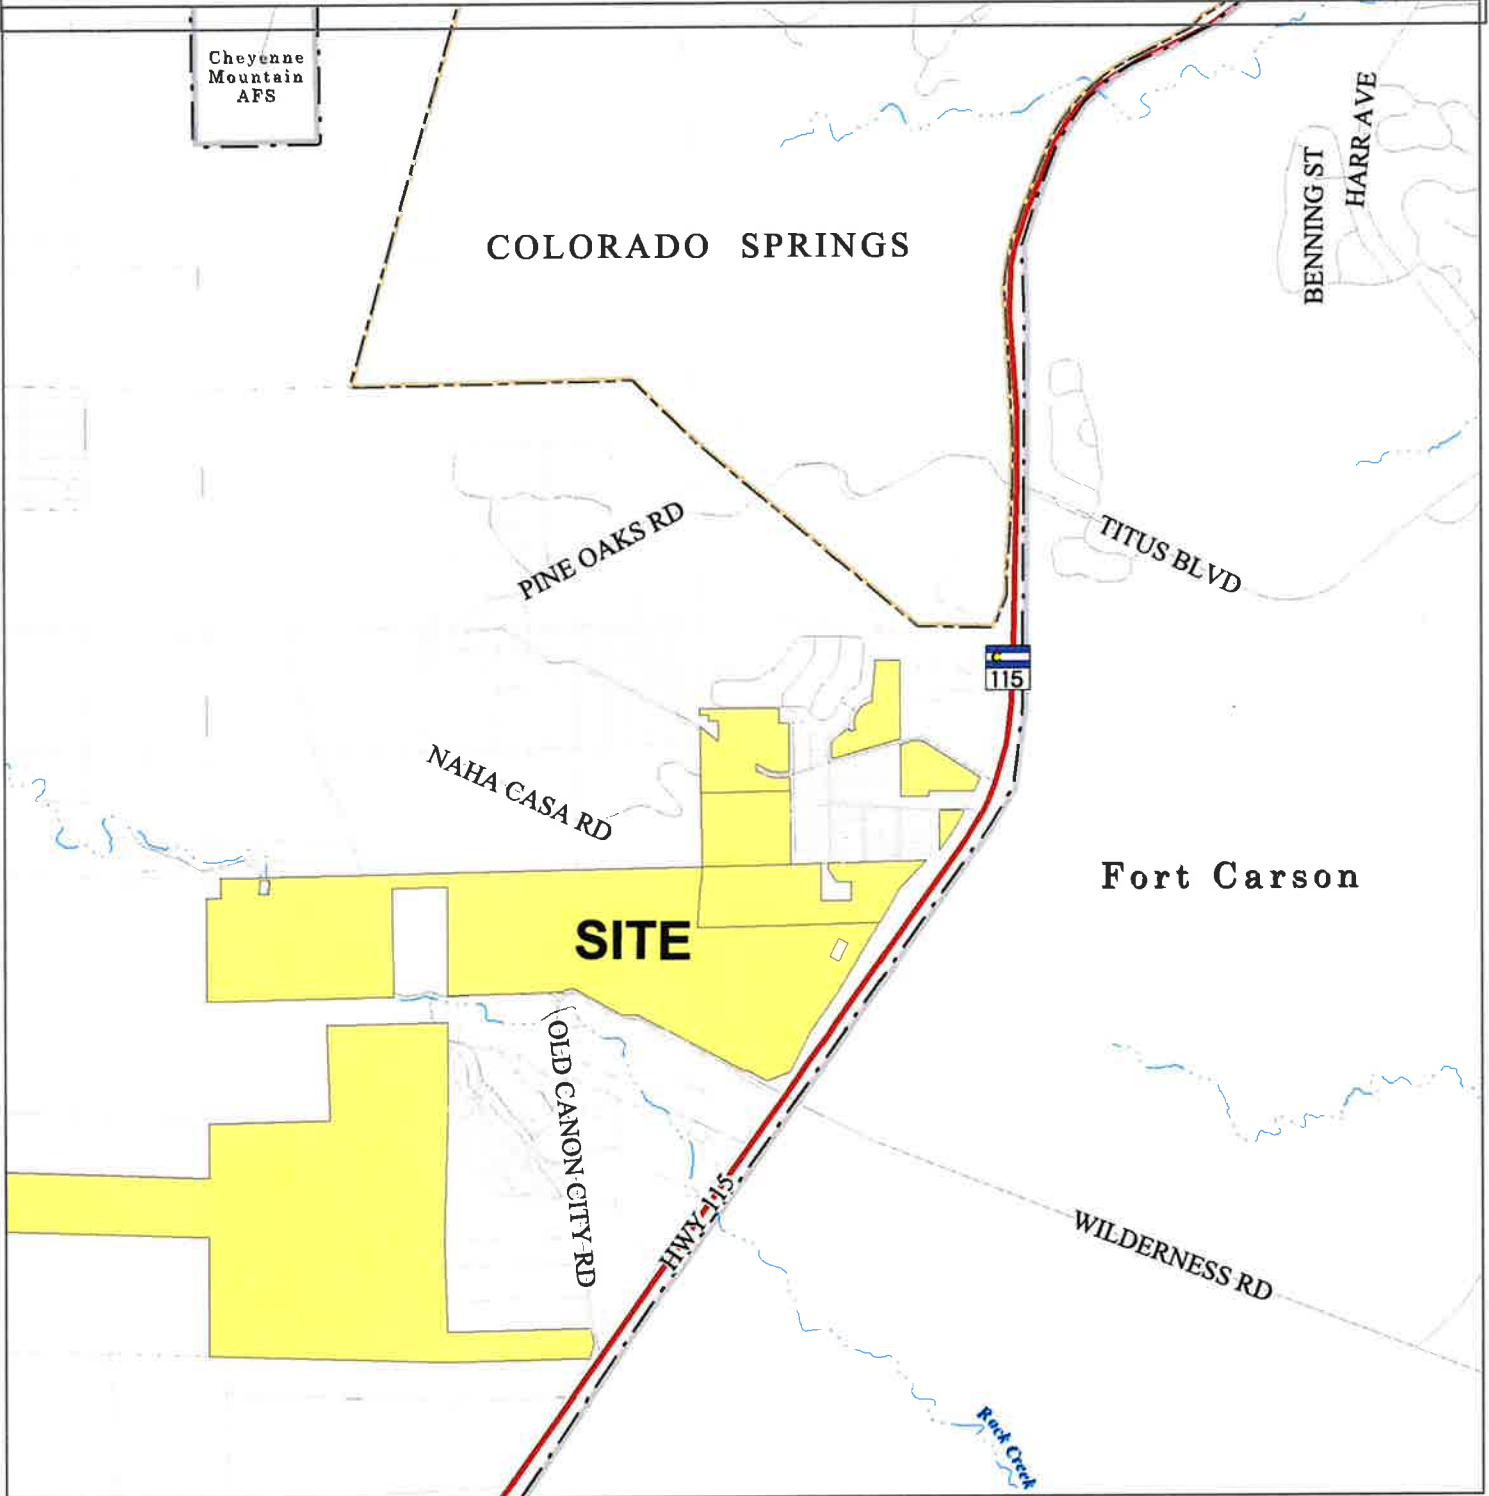 Cheyenne
Mountain
AFS
COLORADO SPRINGS
BENNING ST
HARR AVE
PINE OAKS RD
TITUS BLVD
115
NAHA CASA RD
Fort Carson
SITE
OLD CANON CITY RD
HWY 115
WILDERNESS RD
Rock Creek